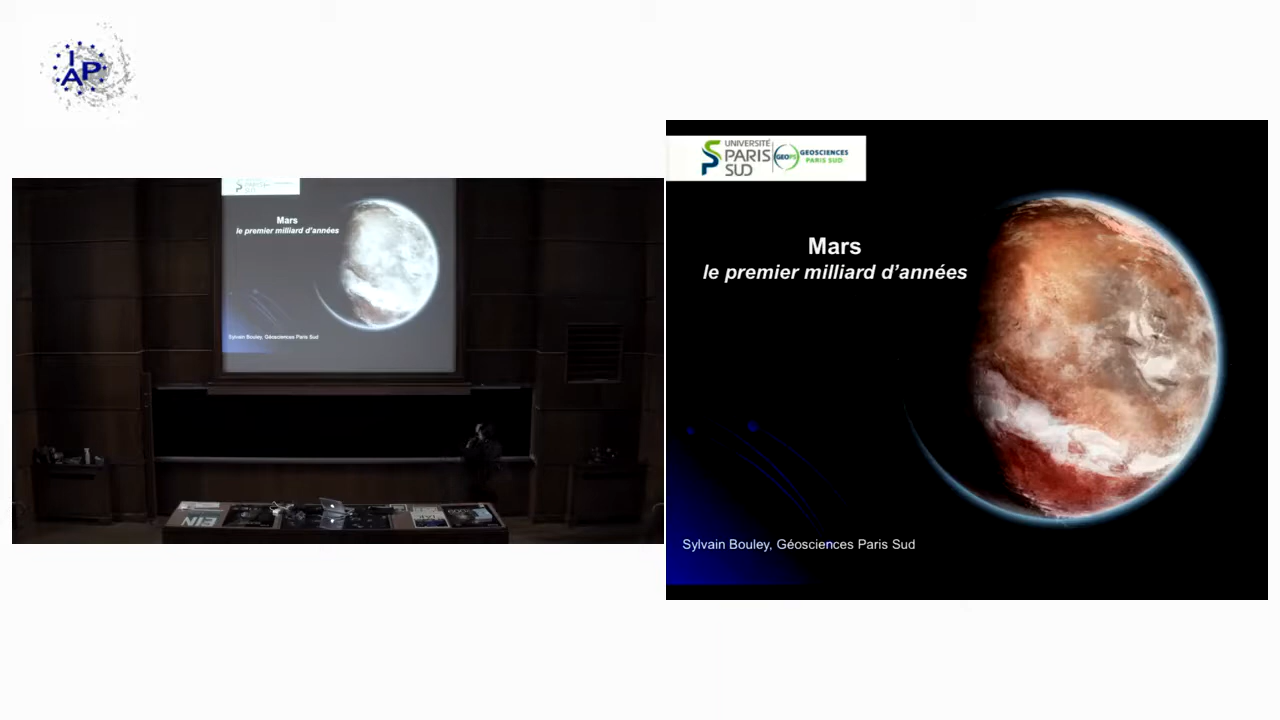 IAP
Mars
le premier milliard d'années
Sylvain Bouley, Géosciences Paris Sud
UNIVERSITÉ
PARIS
SUD
GEOPS
GEOSCIENCES
PARIS SUD
Mars
le premier milliard d'années
Sylvain Bouley, Géosciences Paris Sud